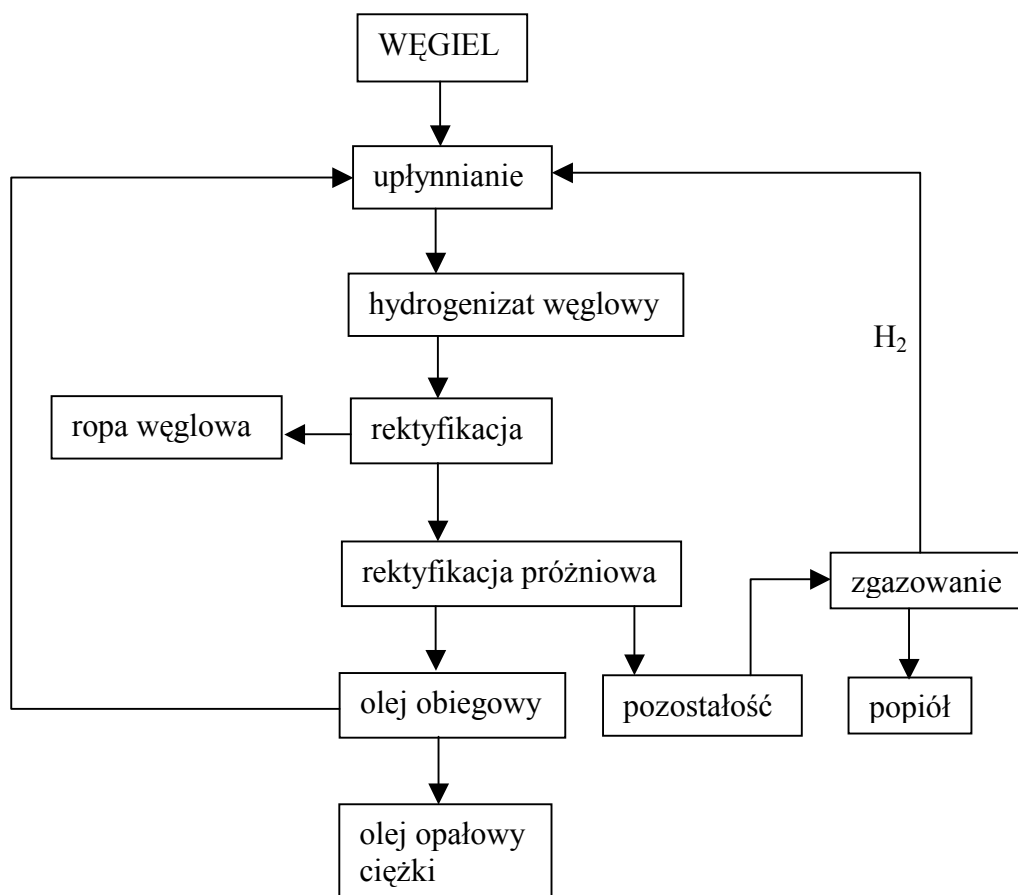 WĘGIEL
upłynnianie
hydrogenizat węglowy
H₂
ropa węglowa
rektyfikacja
rektyfikacja próżniowa
zgazowanie
olej obiegowy
pozostałość
popiół
olej opałowy
ciężki